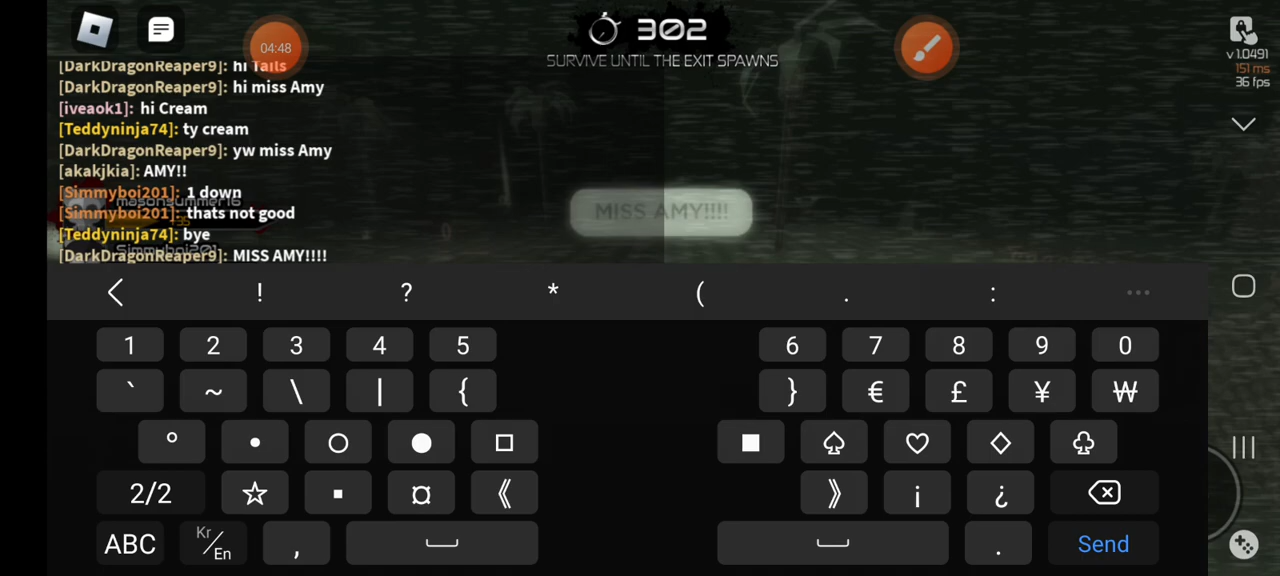 04:48
302
SURVIVE UNTIL THE EXIT SPAWNS
v 1.0491
151 ms
36 fps
[DarkDragonReaper9]: hi Tails
[DarkDragonReaper9]: hi miss Amy
[iveaok1]: hi Cream
[Teddyninja74]: ty cream
[DarkDragonReaper9]: yw miss Amy
[akakjkia]: AMY!!
[Simmyboi201]: 1 down
masonsummer16
[Simmyboi201]: thats not good
[Teddyninja74]: bye
Simmyboi201
[DarkDragonReaper9]: MISS AMY!!!!
MISS AMY!!!!
! ? * ( . : ...
1 2 3 4 5 6 7 8 9 0
` ~ \ | { } € £ ¥ ₩
° • ○ ● □ ■ ♤ ♡ ◇ ♧
2/2 ☆ ▪ ¤ 《 》 ¡ ¿
ABC Kr/En , . Send